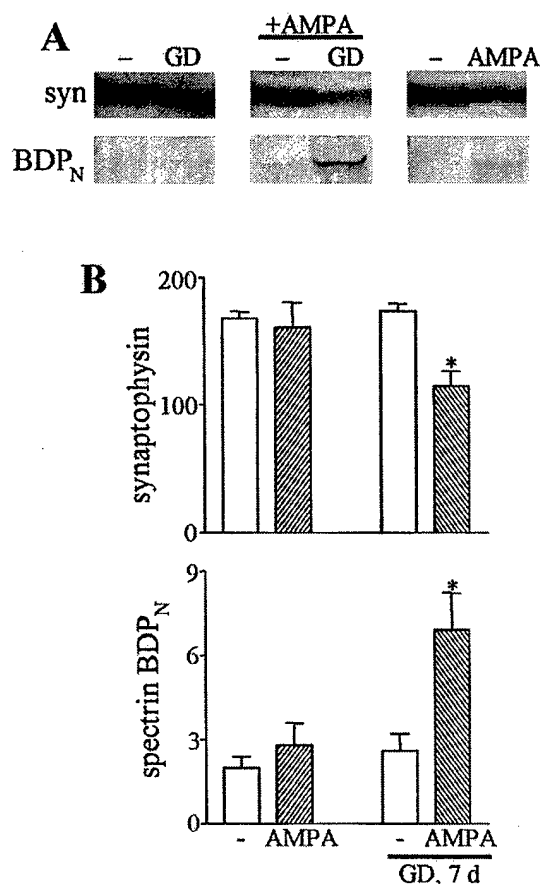 A
+AMPA
– GD GD – AMPA
syn
BDPN
B
200
100
0
synaptophysin
*
9
6
3
0
spectrin BDPN
*
- AMPA - AMPA
GD, 7 d